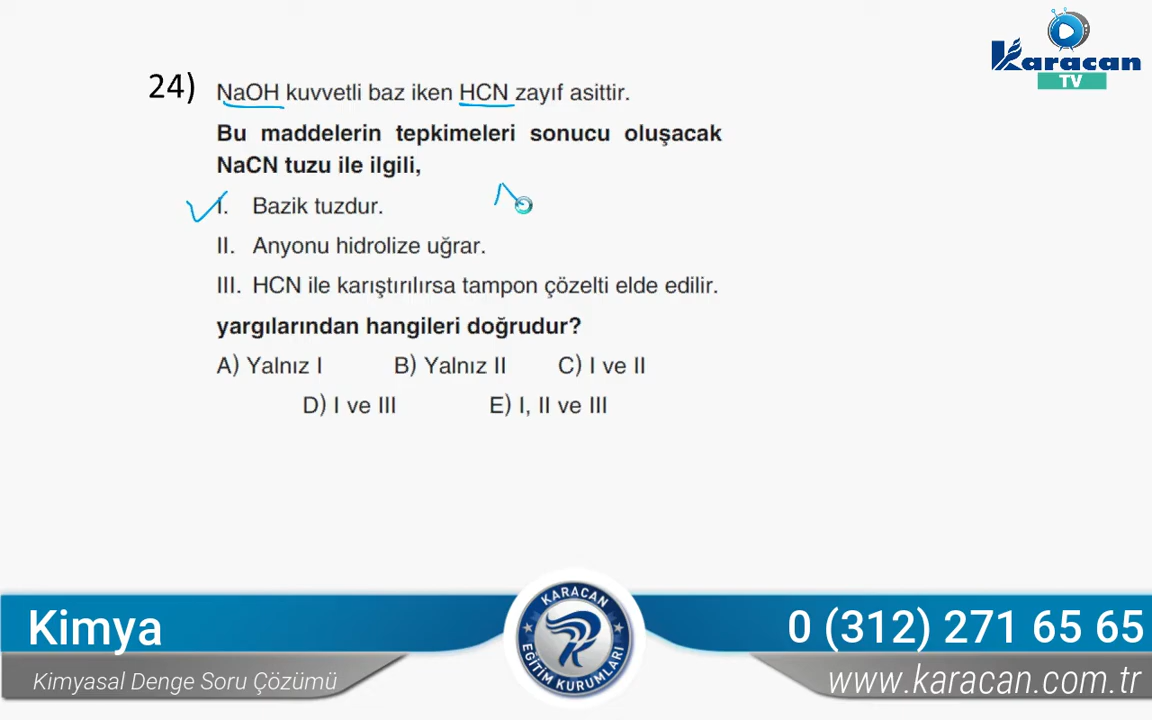 Karacan
TV
24) NaOH kuvvetli baz iken HCN zayıf asittir.
Bu maddelerin tepkimeleri sonucu oluşacak
NaCN tuzu ile ilgili,
I. Bazik tuzdur.
II. Anyonu hidrolize uğrar.
III. HCN ile karıştırılırsa tampon çözelti elde edilir.
yargılarından hangileri doğrudur?
A) Yalnız I B) Yalnız II C) I ve II
D) I ve III E) I, II ve III
Kimya
Kimyasal Denge Soru Çözümü
KARACAN
EĞİTİM KURUMLARI
0 (312) 271 65 65
www.karacan.com.tr